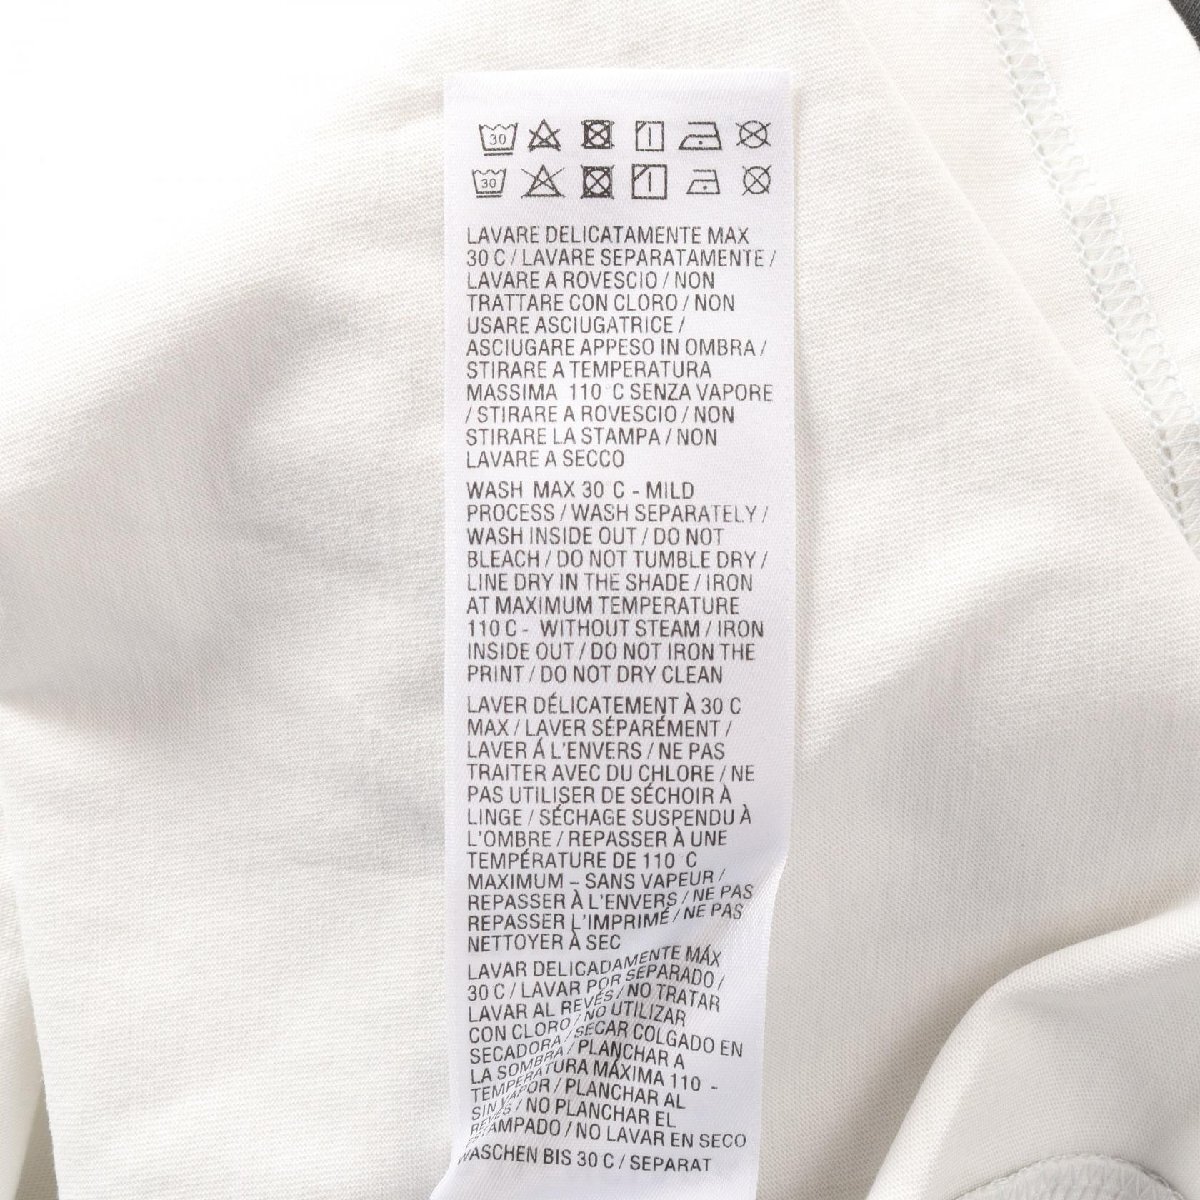 30
30
LAVARE DELICATAMENTE MAX
30 C / LAVARE SEPARATAMENTE /
LAVARE A ROVESCIO / NON
TRATTARE CON CLORO / NON
USARE ASCIUGATRICE /
ASCIUGARE APPESO IN OMBRA /
STIRARE A TEMPERATURA
MASSIMA 110 C SENZA VAPORE
/ STIRARE A ROVESCIO / NON
STIRARE LA STAMPA / NON
LAVARE A SECCO
WASH MAX 30 C - MILD
PROCESS / WASH SEPARATELY /
WASH INSIDE OUT / DO NOT
BLEACH / DO NOT TUMBLE DRY /
LINE DRY IN THE SHADE / IRON
AT MAXIMUM TEMPERATURE
110 C - WITHOUT STEAM / IRON
INSIDE OUT / DO NOT IRON THE
PRINT / DO NOT DRY CLEAN
LAVER DÉLICATEMENT À 30 C
MAX / LAVER SÉPARÉMENT /
LAVER Á L'ENVERS / NE PAS
TRAITER AVEC DU CHLORE / NE
PAS UTILISER DE SÉCHOIR À
LINGE / SÉCHAGE SUSPENDU À
L'OMBRE / REPASSER À UNE
TEMPÉRATURE DE 110 C
MAXIMUM – SANS VAPEUR /
REPASSER À L'ENVERS / NE PAS
REPASSER L'IMPRIMÉ / NE PAS
NETTOYER À SEC
LAVAR DELICADAMENTE MÁX
30 C / LAVAR POR SEPARADO /
LAVAR AL REVÉS / NO TRATAR
CON CLORO / NO UTILIZAR
SECADORA / SECAR COLGADO EN
LA SOMBRA / PLANCHAR A
TEMPERATURA MÁXIMA 110 -
SIN VAPOR / PLANCHAR AL
REVÉS / NO PLANCHAR EL
ESTAMPADO / NO LAVAR EN SECO
WASCHEN BIS 30 C / SEPARAT